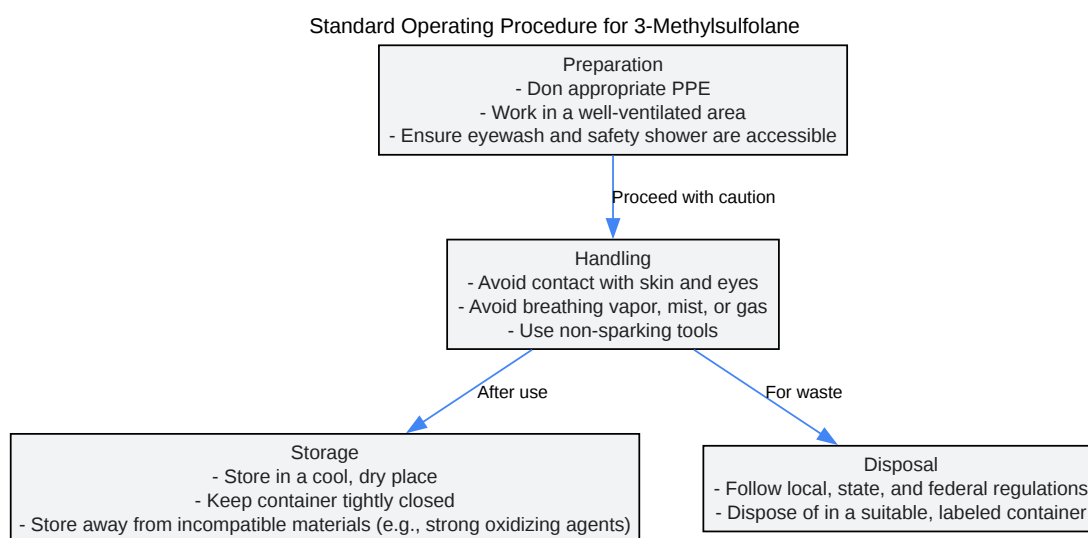 Standard Operating Procedure for 3-Methylsulfolane
Preparation
- Don appropriate PPE
- Work in a well-ventilated area
- Ensure eyewash and safety shower are accessible
Proceed with caution
Handling
- Avoid contact with skin and eyes
- Avoid breathing vapor, mist, or gas
- Use non-sparking tools
After use
For waste
Storage
- Store in a cool, dry place
- Keep container tightly closed
- Store away from incompatible materials (e.g., strong oxidizing agents)
Disposal
- Follow local, state, and federal regulations
- Dispose of in a suitable, labeled container